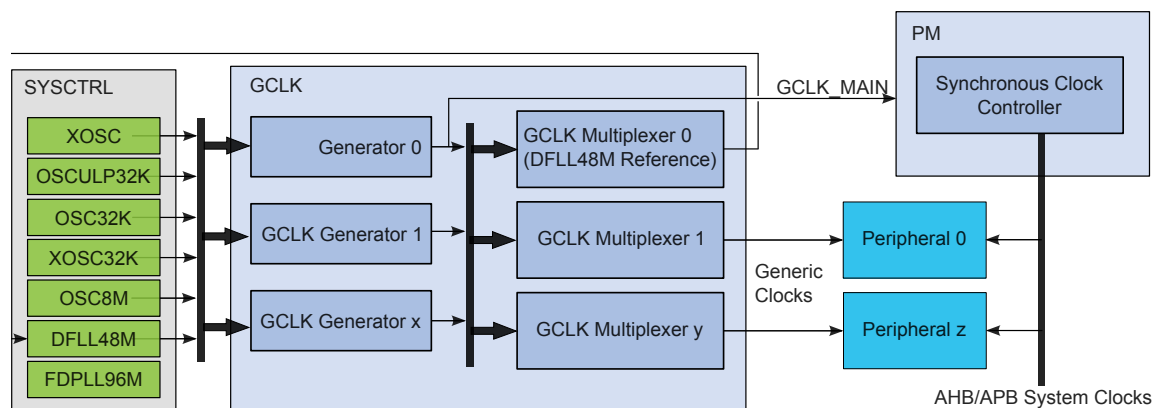 PM
SYSCTRL
GCLK
GCLK_MAIN
Synchronous Clock
Controller
XOSC
OSCULP32K
OSC32K
XOSC32K
OSC8M
DFLL48M
FDPLL96M
Generator 0
GCLK Generator 1
GCLK Generator x
GCLK Multiplexer 0
(DFLL48M Reference)
GCLK Multiplexer 1
GCLK Multiplexer y
Generic
Clocks
Peripheral 0
Peripheral z
AHB/APB System Clocks